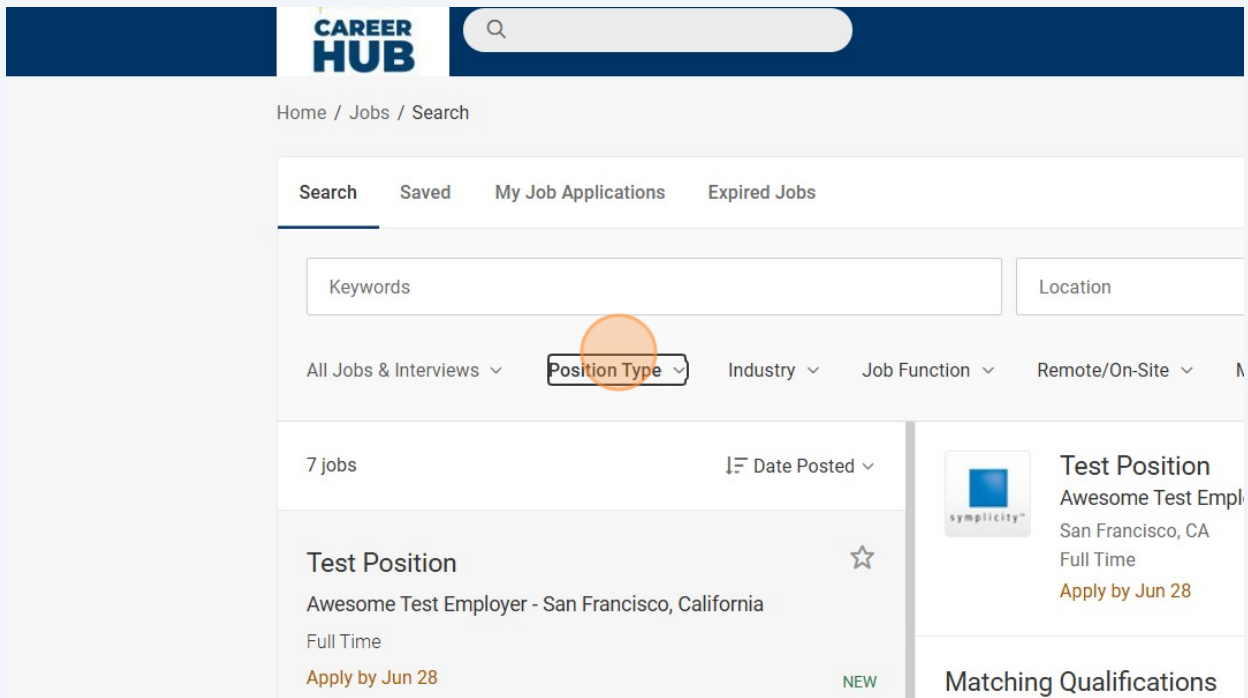 CAREER
HUB
Home / Jobs / Search
Search Saved My Job Applications Expired Jobs
Keywords Location
All Jobs & Interviews Position Type Industry Job Function Remote/On-Site
7 jobs Date Posted
Test Position
Awesome Test Employer - San Francisco, California
Full Time
Apply by Jun 28 NEW
symplicity™
Test Position
Awesome Test
San Francisco, CA
Full Time
Apply by Jun 28
Matching Qualifications